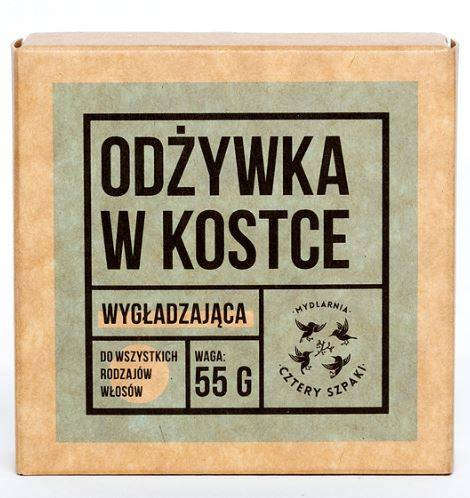 ODŻYWKA
W KOSTCE
WYGŁADZAJĄCA
DO WSZYSTKICH
RODZAJÓW
WŁOSÓW
WAGA:
55 G
MYDLARNIA
CZTERY SZPAKI